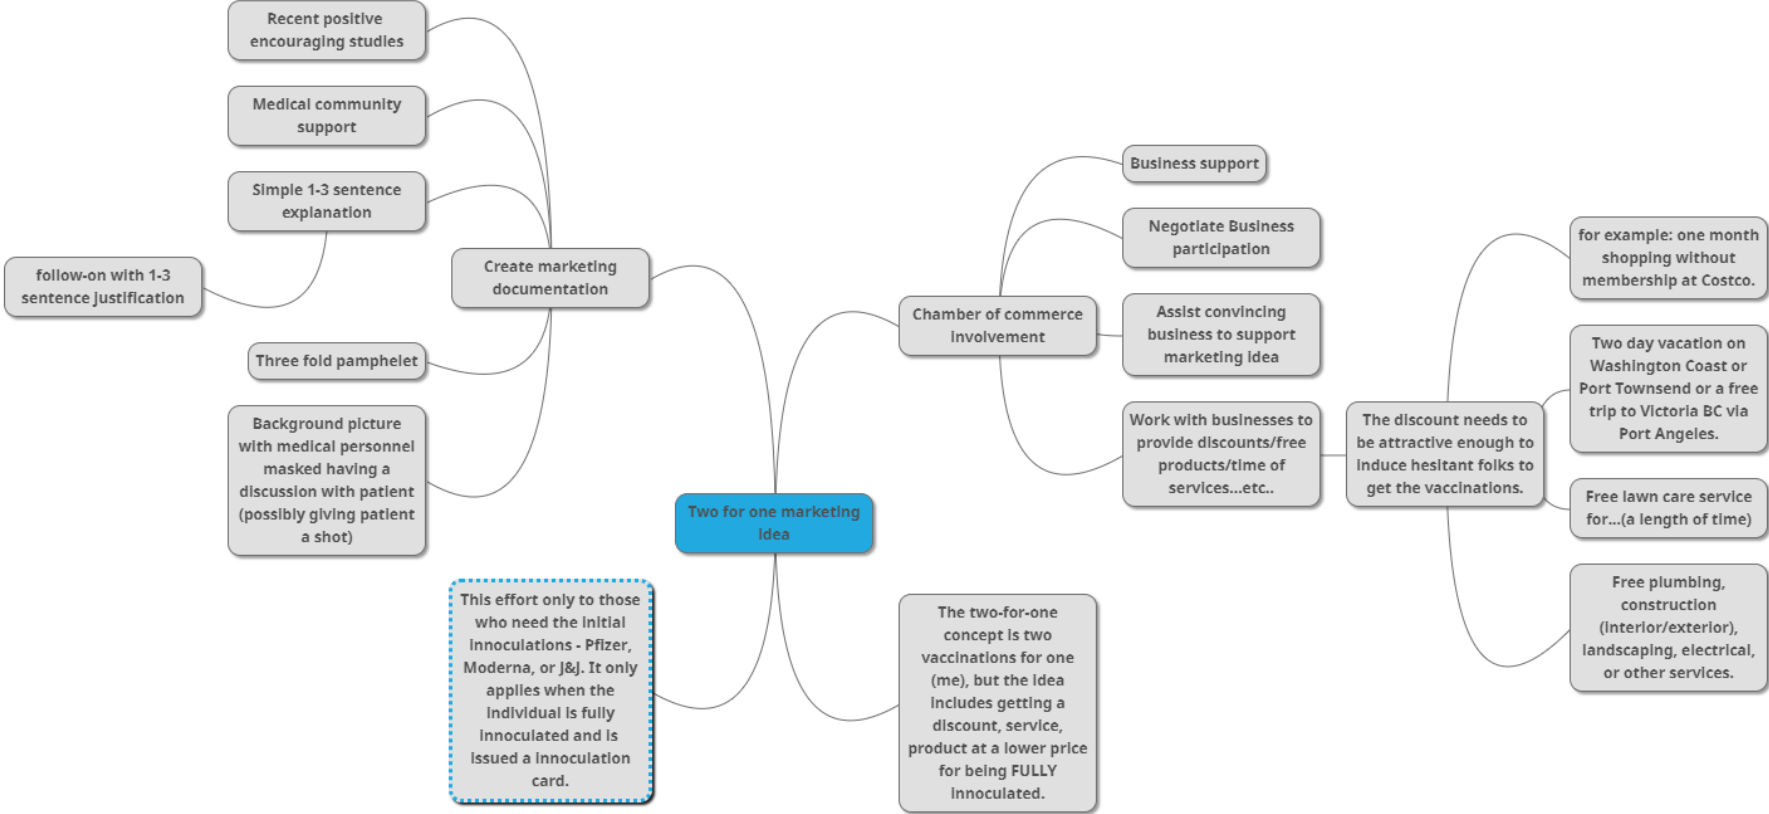 Recent positive
encouraging studies
Medical community
support
Simple 1-3 sentence
explanation
follow-on with 1-3
sentence justification
Create marketing
documentation
Three fold pamphelet
Background picture
with medical personnel
masked having a
discussion with patient
(possibly giving patient
a shot)
Two for one marketing
idea
This effort only to those
who need the initial
innoculations - Pfizer,
Moderna, or J&J. It only
applies when the
individual is fully
innoculated and is
issued a innoculation
card.
The two-for-one
concept is two
vaccinations for one
(me), but the idea
includes getting a
discount, service,
product at a lower price
for being FULLY
innoculated.
Chamber of commerce
involvement
Business support
Negotiate Business
participation
Assist convincing
business to support
marketing idea
Work with businesses to
provide discounts/free
products/time of
services...etc..
The discount needs to
be attractive enough to
induce hesitant folks to
get the vaccinations.
for example: one month
shopping without
membership at Costco.
Two day vacation on
Washington Coast or
Port Townsend or a free
trip to Victoria BC via
Port Angeles.
Free lawn care service
for...(a length of time)
Free plumbing,
construction
(interior/exterior),
landscaping, electrical,
or other services.